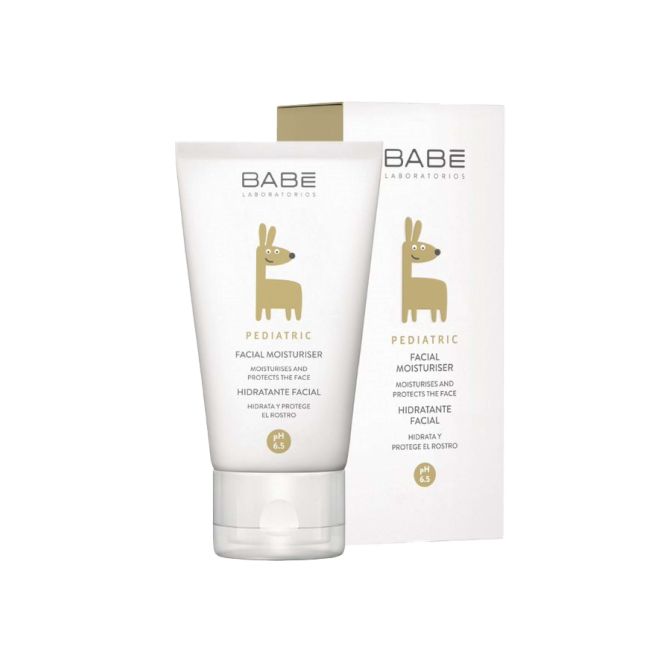 BABĒ
LABORATORIOS
PEDIATRIC
FACIAL MOISTURISER
MOISTURISES AND
PROTECTS THE FACE
HIDRATANTE FACIAL
HIDRATA Y PROTEGE
EL ROSTRO
pH
6.5
BABĒ
LABORATORIOS
PEDIATRIC
FACIAL
MOISTURISER
MOISTURISES AND
PROTECTS THE FACE
HIDRATANTE
FACIAL
HIDRATA Y
PROTEGE EL ROSTRO
pH
6.5